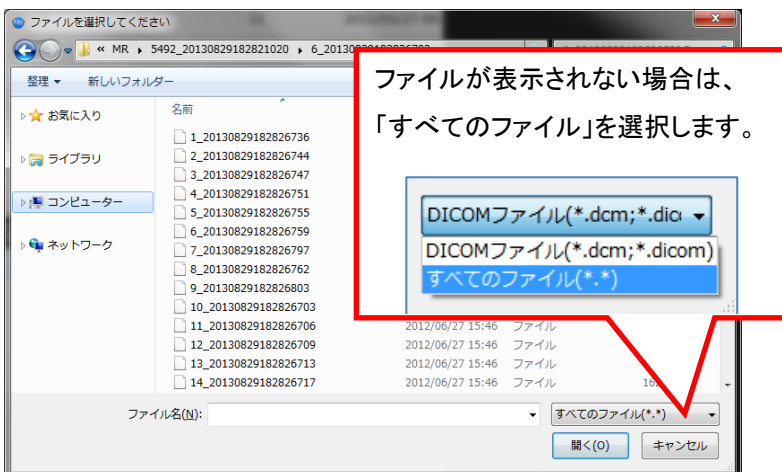 ファイルを選択してください
« MR ▸ 5492_20130829182821020 ▸
整理 ▼ 新しいフォルダー
ファイルが表示されない場合は、
「すべてのファイル」を選択します。
DICOMファイル(*.dcm;*.dic
DICOMファイル(*.dcm;*.dicom)
すべてのファイル(*.*)
お気に入り
ライブラリ
コンピューター
ネットワーク
名前
1_20130829182826736
2_20130829182826744
3_20130829182826747
4_20130829182826751
5_20130829182826755
6_20130829182826759
7_20130829182826797
8_20130829182826762
9_20130829182826803
10_20130829182826703
11_20130829182826706 2012/06/27 15:46 ファイル
12_20130829182826709 2012/06/27 15:46 ファイル
13_20130829182826713 2012/06/27 15:46 ファイル
14_20130829182826717 2012/06/27 15:46 ファイル
ファイル名(N): すべてのファイル(*.*)
開く(O) キャンセル